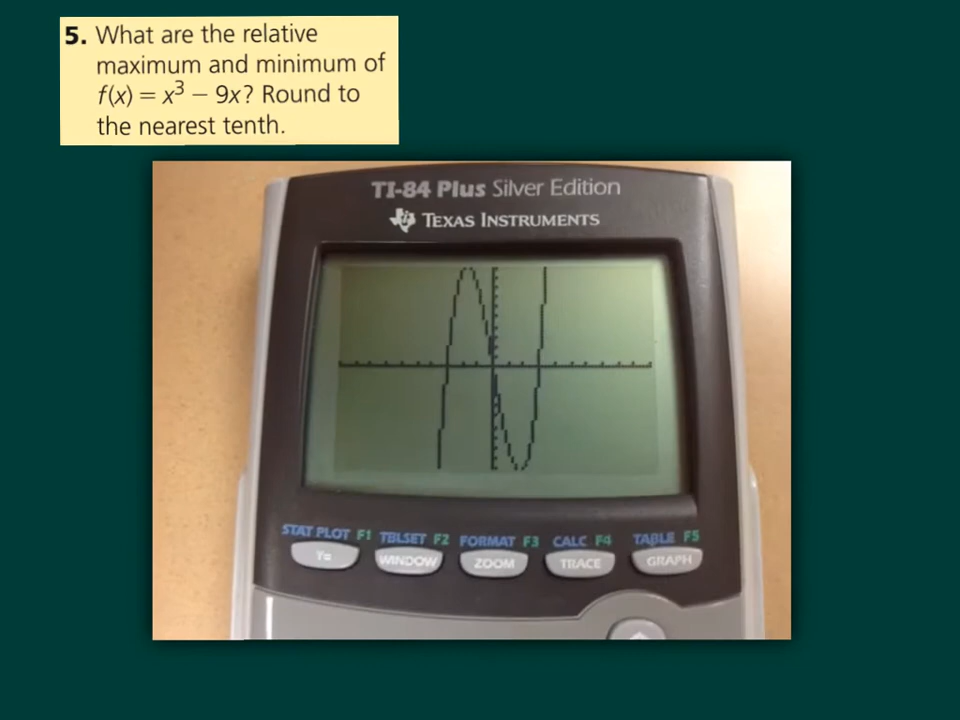 5. What are the relative
maximum and minimum of
f(x) = x³ − 9x? Round to
the nearest tenth.
TI-84 Plus Silver Edition
TEXAS INSTRUMENTS
STAT PLOT F1 TBLSET F2 FORMAT F3 CALC F4 TABLE F5
Y= WINDOW ZOOM TRACE GRAPH